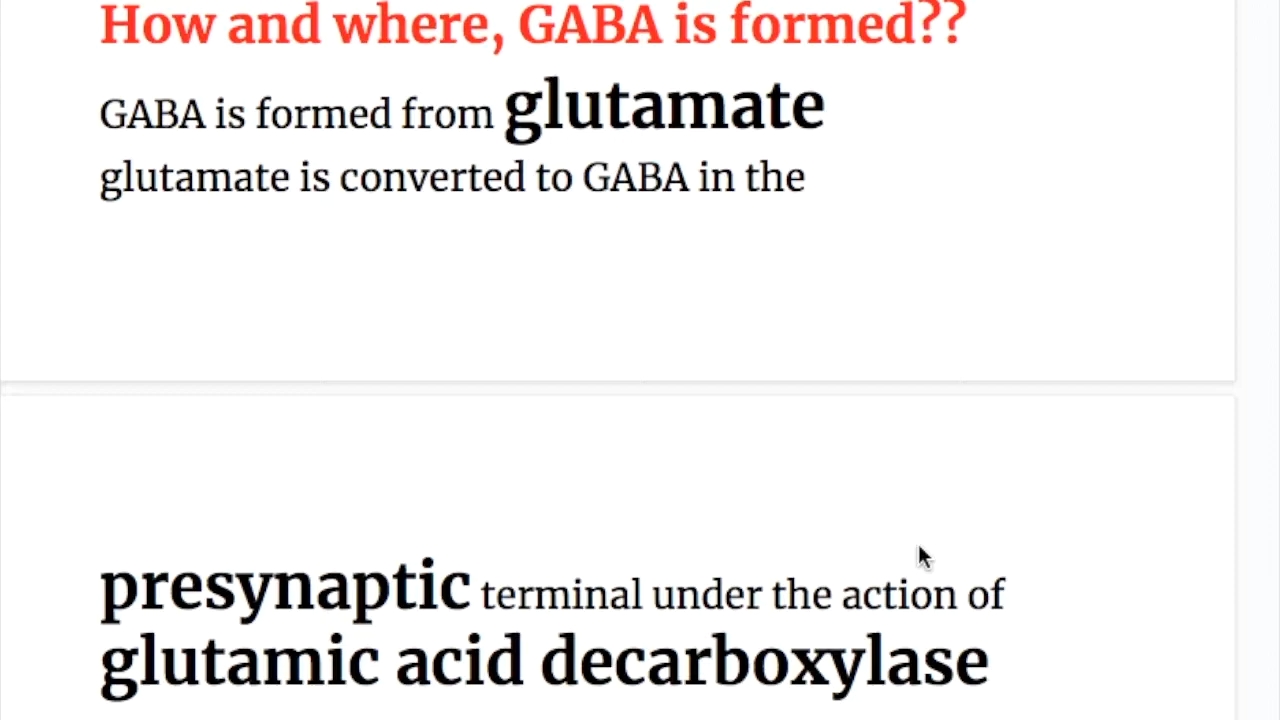 How and where, GABA is formed??
GABA is formed from glutamate
glutamate is converted to GABA in the
presynaptic terminal under the action of
glutamic acid decarboxylase